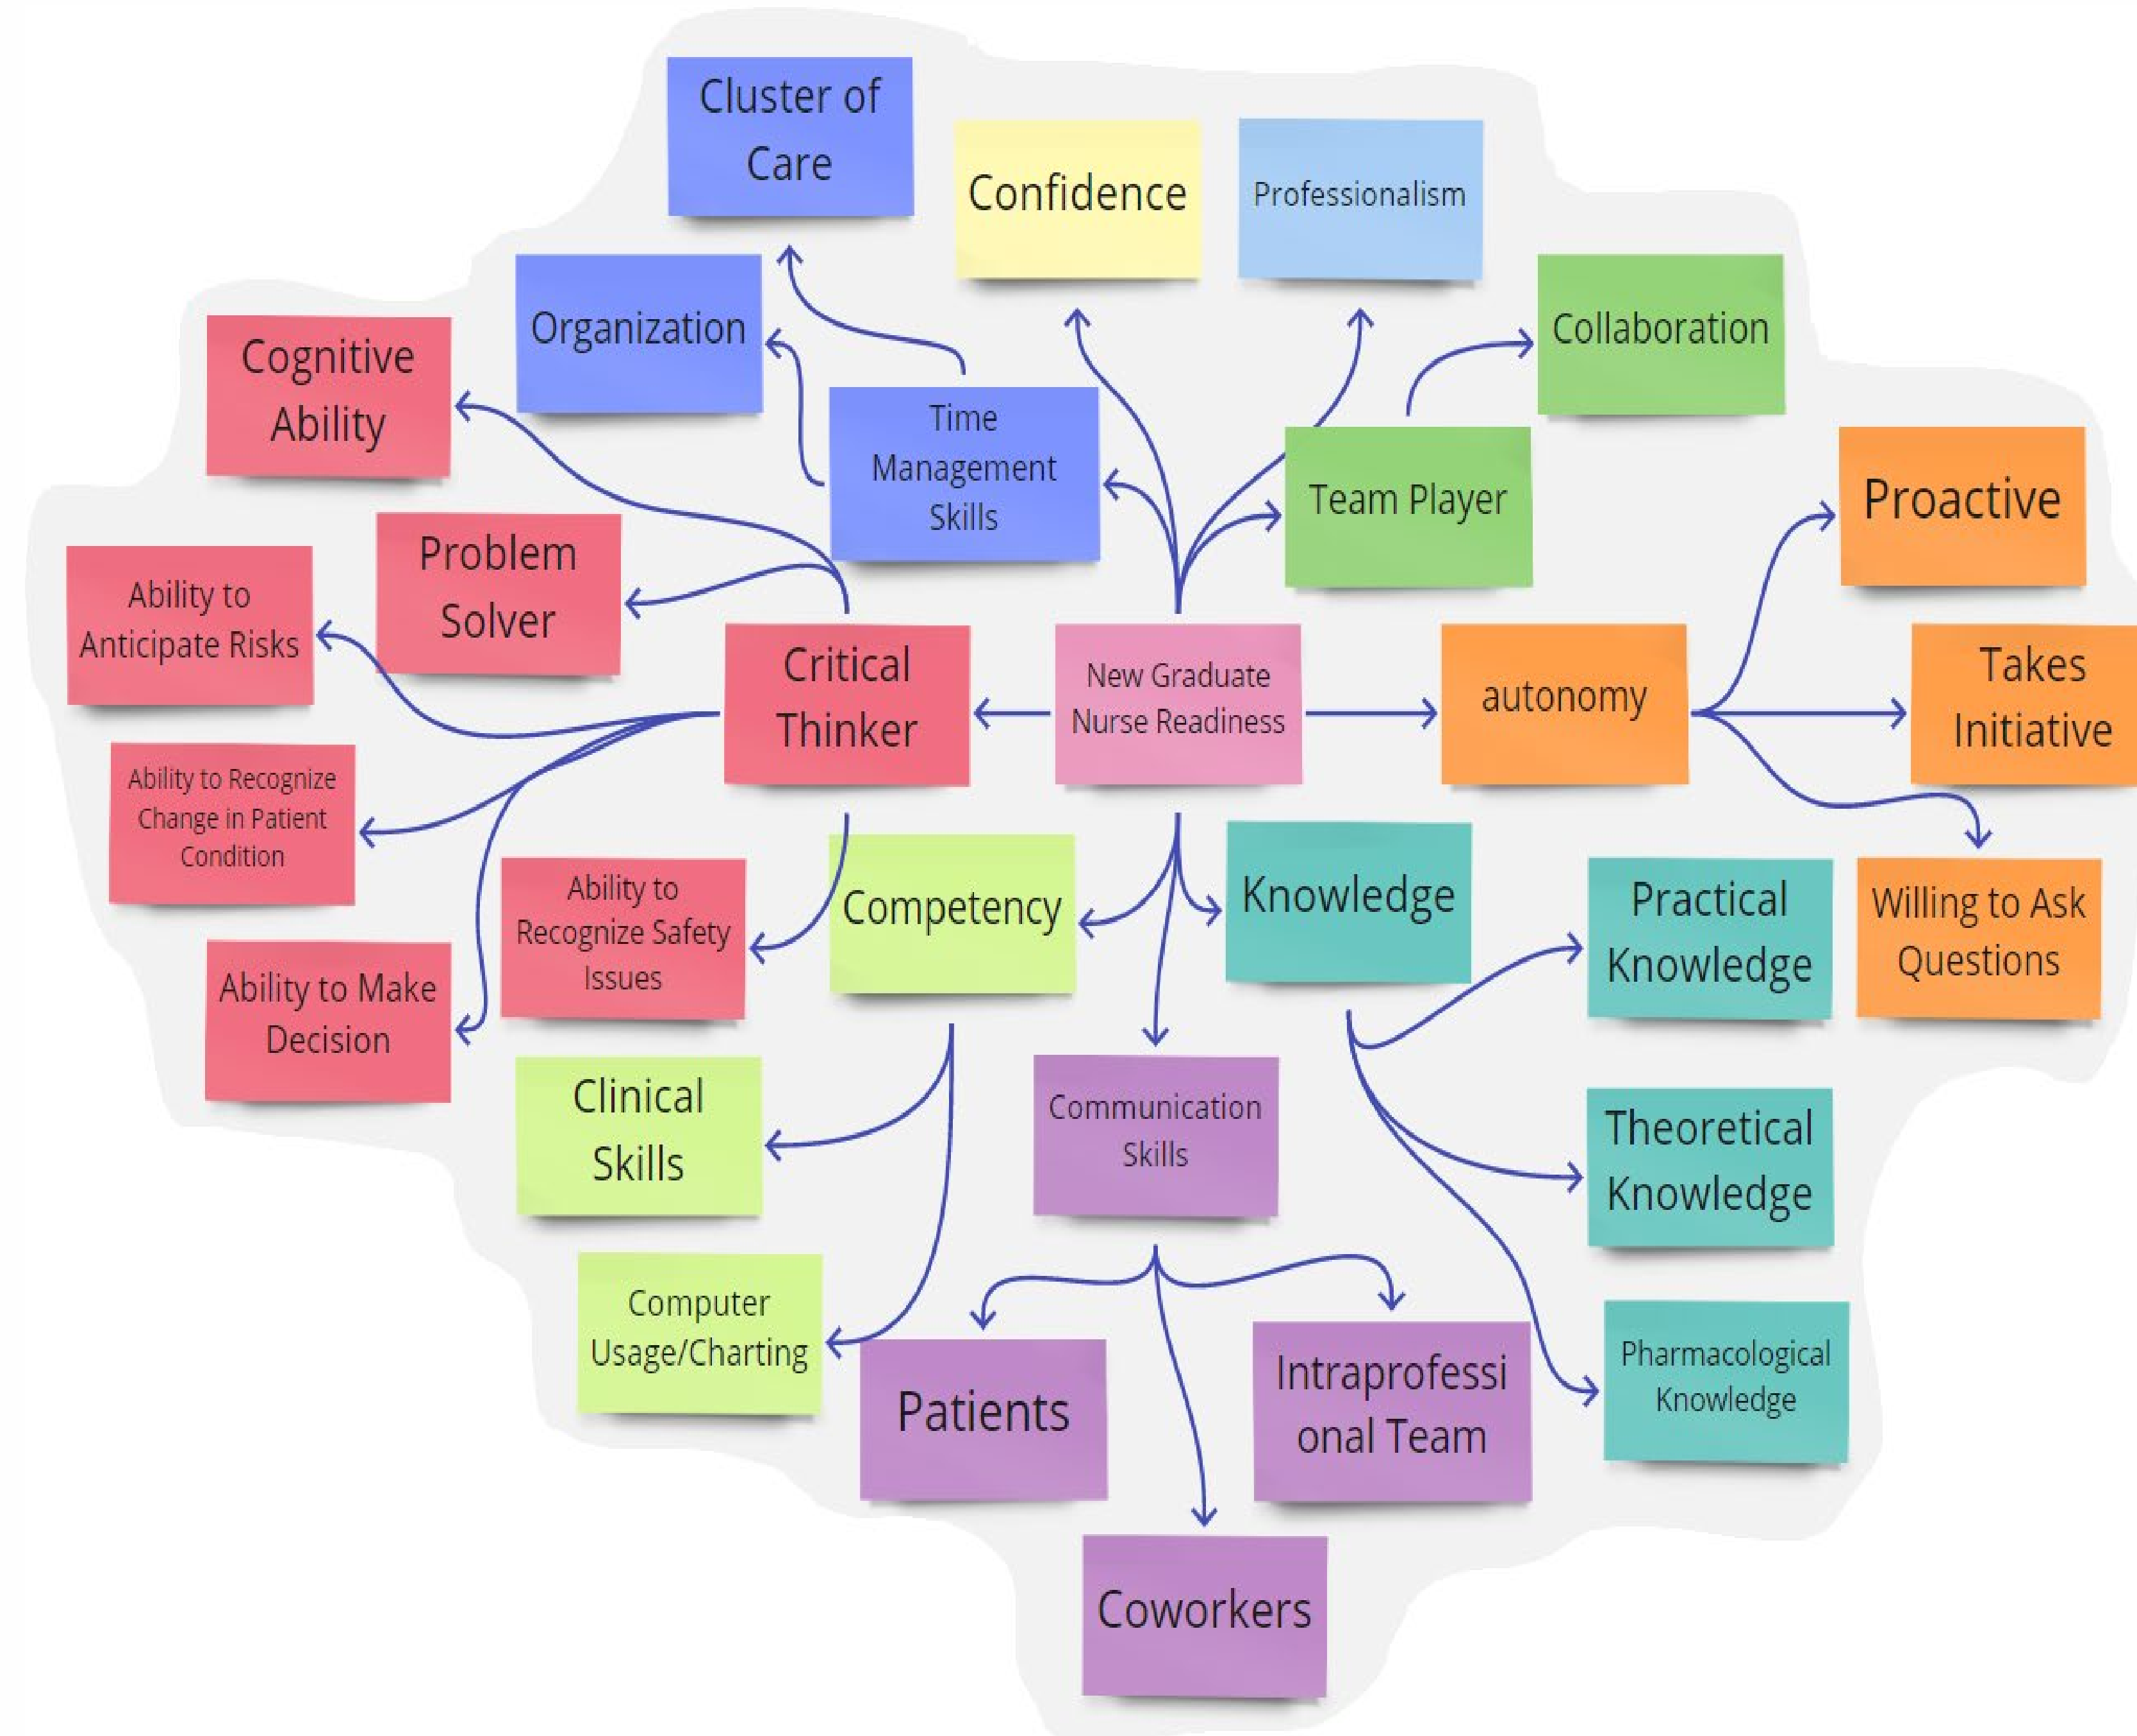 Cluster of
Care
Confidence
Professionalism
Organization
Collaboration
Cognitive
Ability
Time
Management
Skills
Team Player
Proactive
Problem
Solver
Ability to
Anticipate Risks
Critical
Thinker
New Graduate
Nurse Readiness
autonomy
Takes
Initiative
Ability to Recognize
Change in Patient
Condition
Ability to
Recognize Safety
Issues
Competency
Knowledge
Practical
Knowledge
Willing to Ask
Questions
Ability to Make
Decision
Clinical
Skills
Communication
Skills
Theoretical
Knowledge
Computer
Usage/Charting
Patients
Intraprofessi
onal Team
Pharmacological
Knowledge
Coworkers